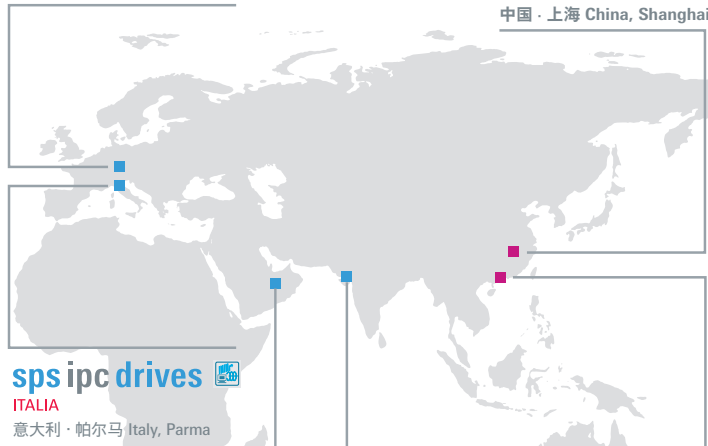 中国 · 上海 China, Shanghai
sps ipc drives
ITALIA
意大利 · 帕尔马 Italy, Parma